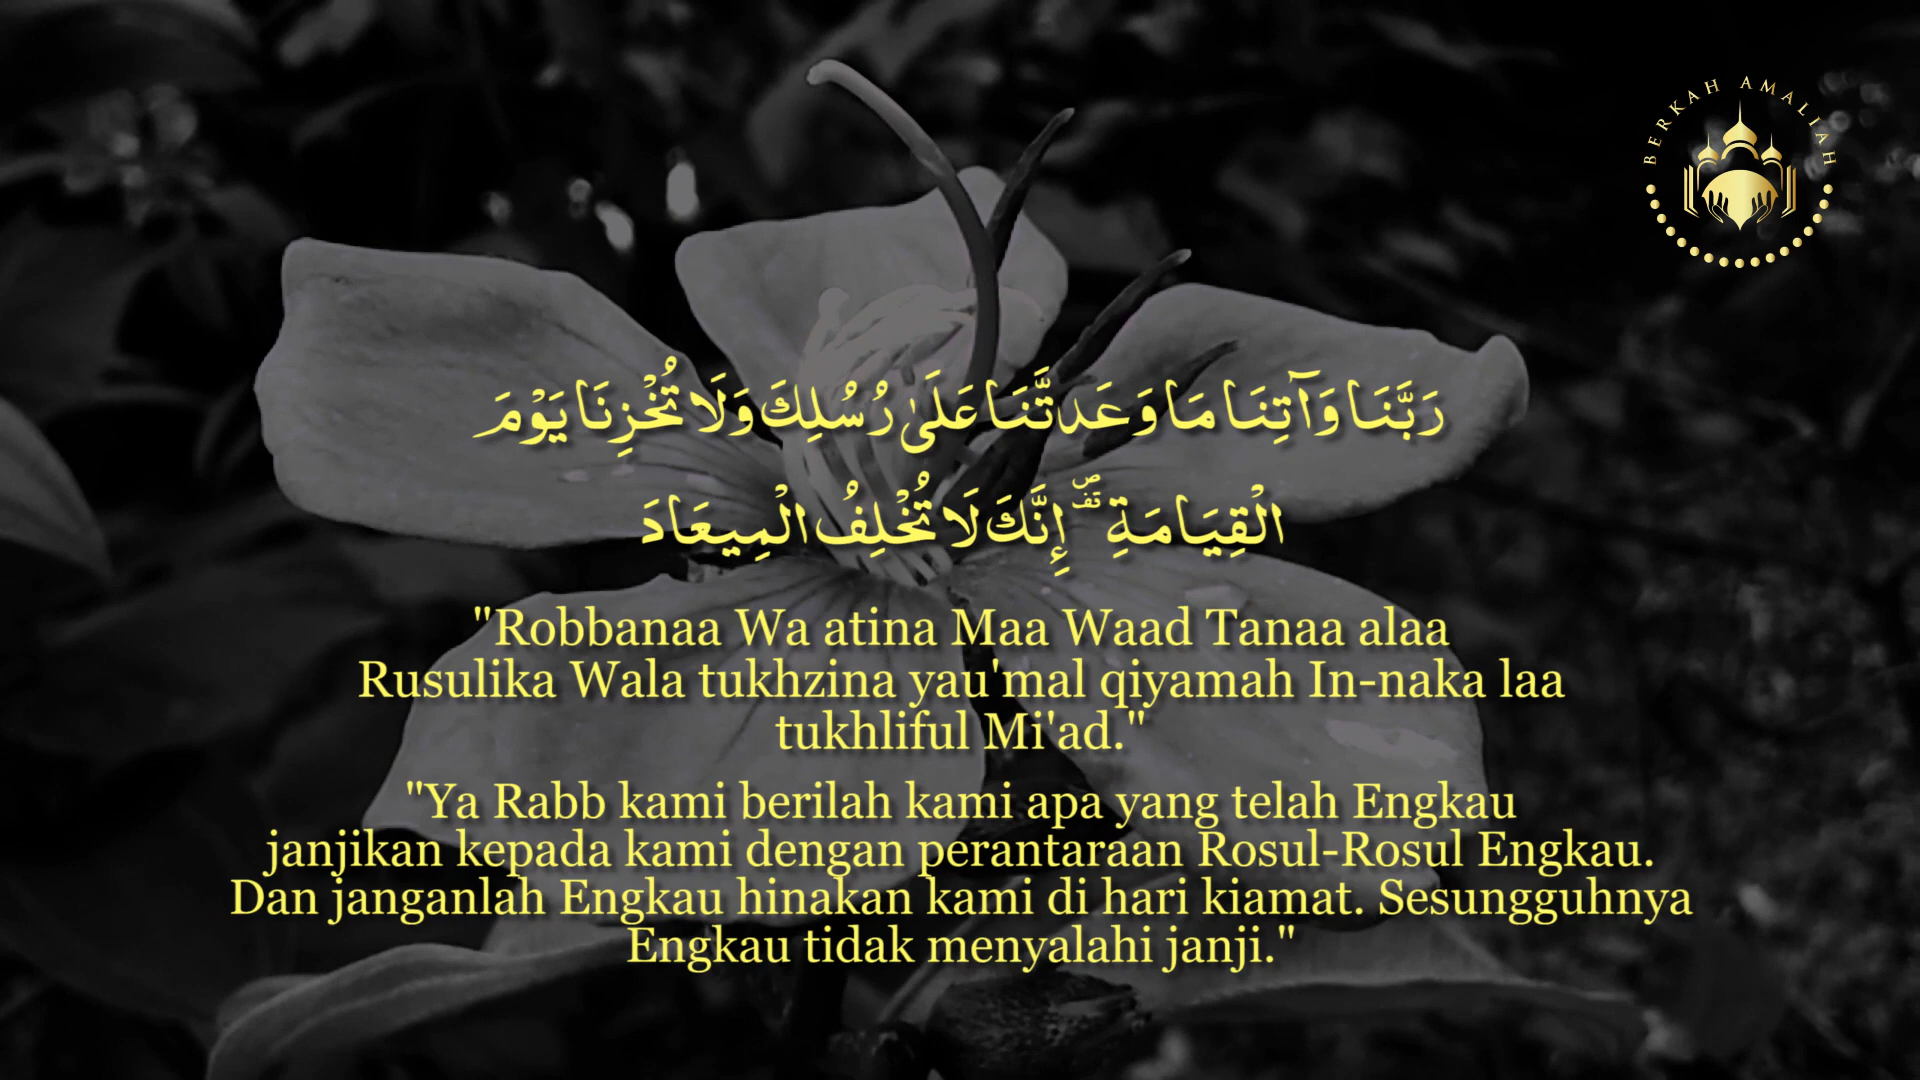 BERKAH AMALIAH
رَبَّنَا وَآتِنَا مَا وَعَدتَّنَا عَلَىٰ رُسُلِكَ وَلَا تُخْزِنَا يَوْمَ
الْقِيَامَةِ ۖۗ إِنَّكَ لَا تُخْلِفُ الْمِيعَادَ
"Robbanaa Wa atina Maa Waad Tanaa alaa
Rusulika Wala tukhzina yau'mal qiyamah In-naka laa
tukhliful Mi'ad."
"Ya Rabb kami berilah kami apa yang telah Engkau
janjikan kepada kami dengan perantaraan Rosul-Rosul Engkau.
Dan janganlah Engkau hinakan kami di hari kiamat. Sesungguhnya
Engkau tidak menyalahi janji."